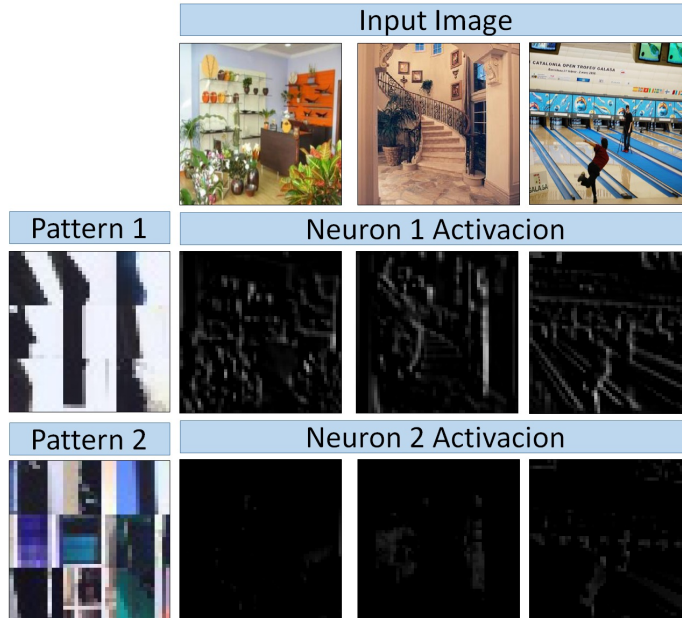 Input Image
CATALONIA OPEN TROFEO GALASA
Pattern 1
Neuron 1 Activacion
Pattern 2
Neuron 2 Activacion